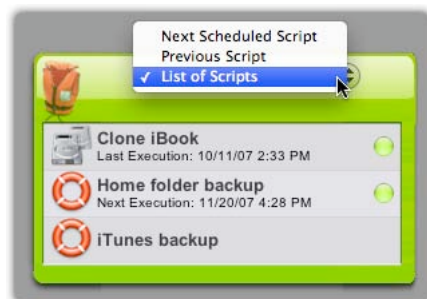 Next Scheduled Script
Previous Script
✓ List of Scripts
Clone iBook
Last Execution: 10/11/07 2:33 PM
Home folder backup
Next Execution: 11/20/07 4:28 PM
iTunes backup